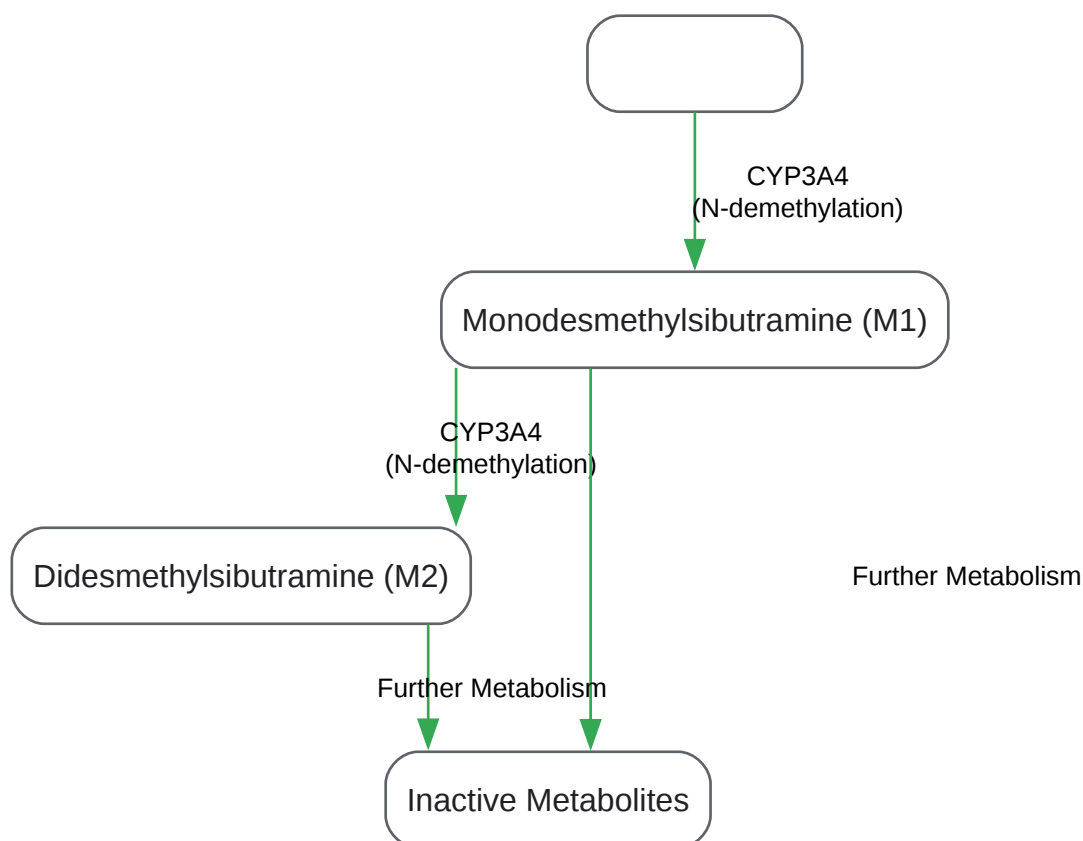 CYP3A4
(N-demethylation)
Monodesmethylsibutramine (M1)
CYP3A4
(N-demethylation)
Didesmethylsibutramine (M2)
Further Metabolism
Further Metabolism
Inactive Metabolites